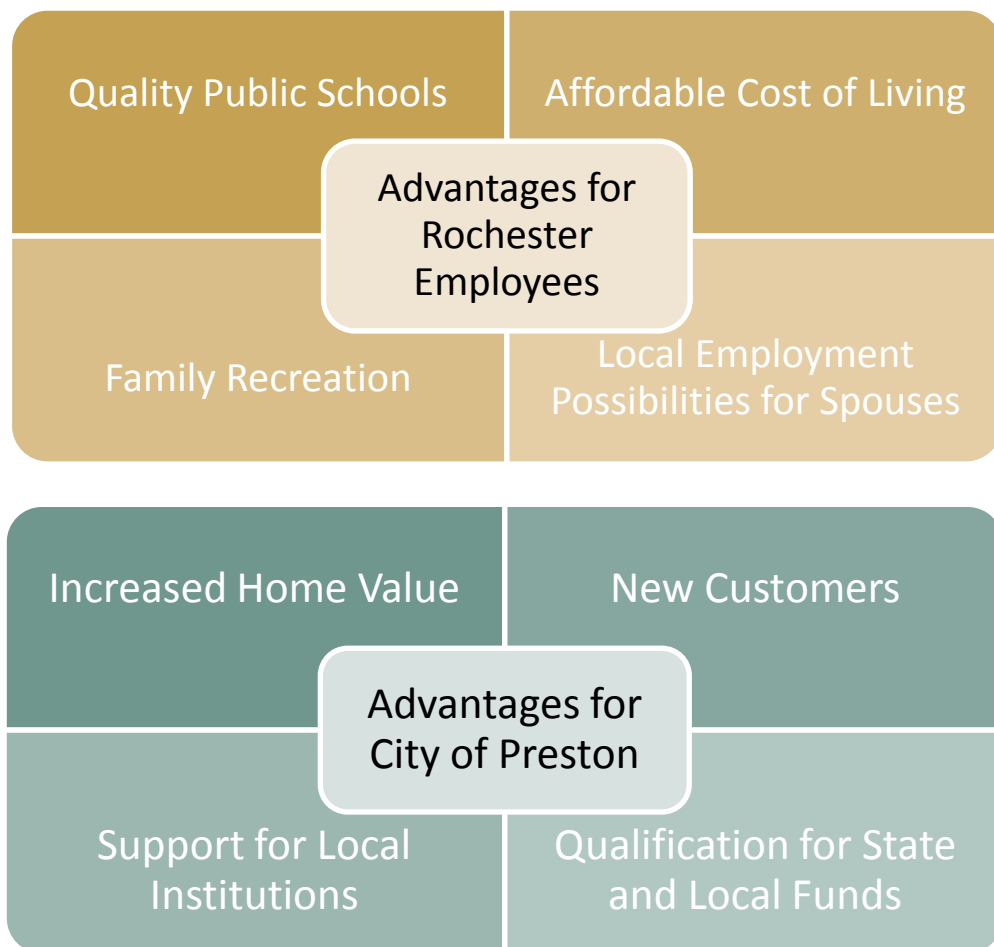 Quality Public Schools
Affordable Cost of Living
Advantages for
Rochester
Employees
Family Recreation
Local Employment
Possibilities for Spouses
Increased Home Value
New Customers
Advantages for
City of Preston
Support for Local
Institutions
Qualification for State
and Local Funds